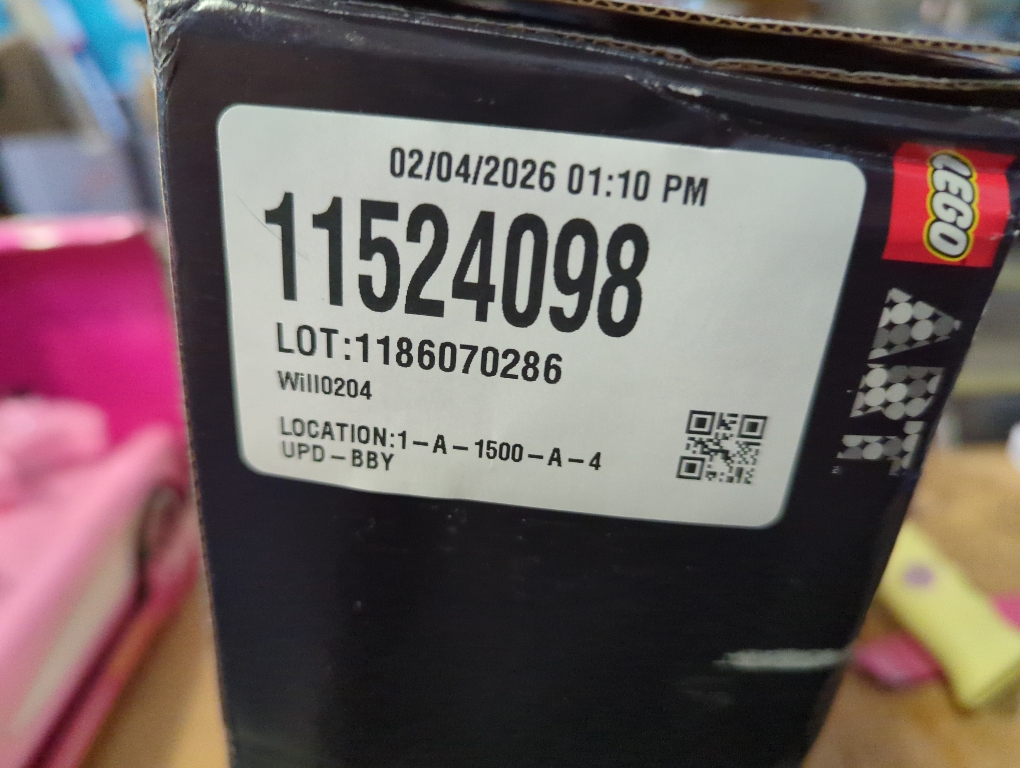 02/04/2026 01:10 PM
11524098
LOT:1186070286
Will0204
LOCATION:1-A-1500-A-4
UPD-BBY
LEGO
ART